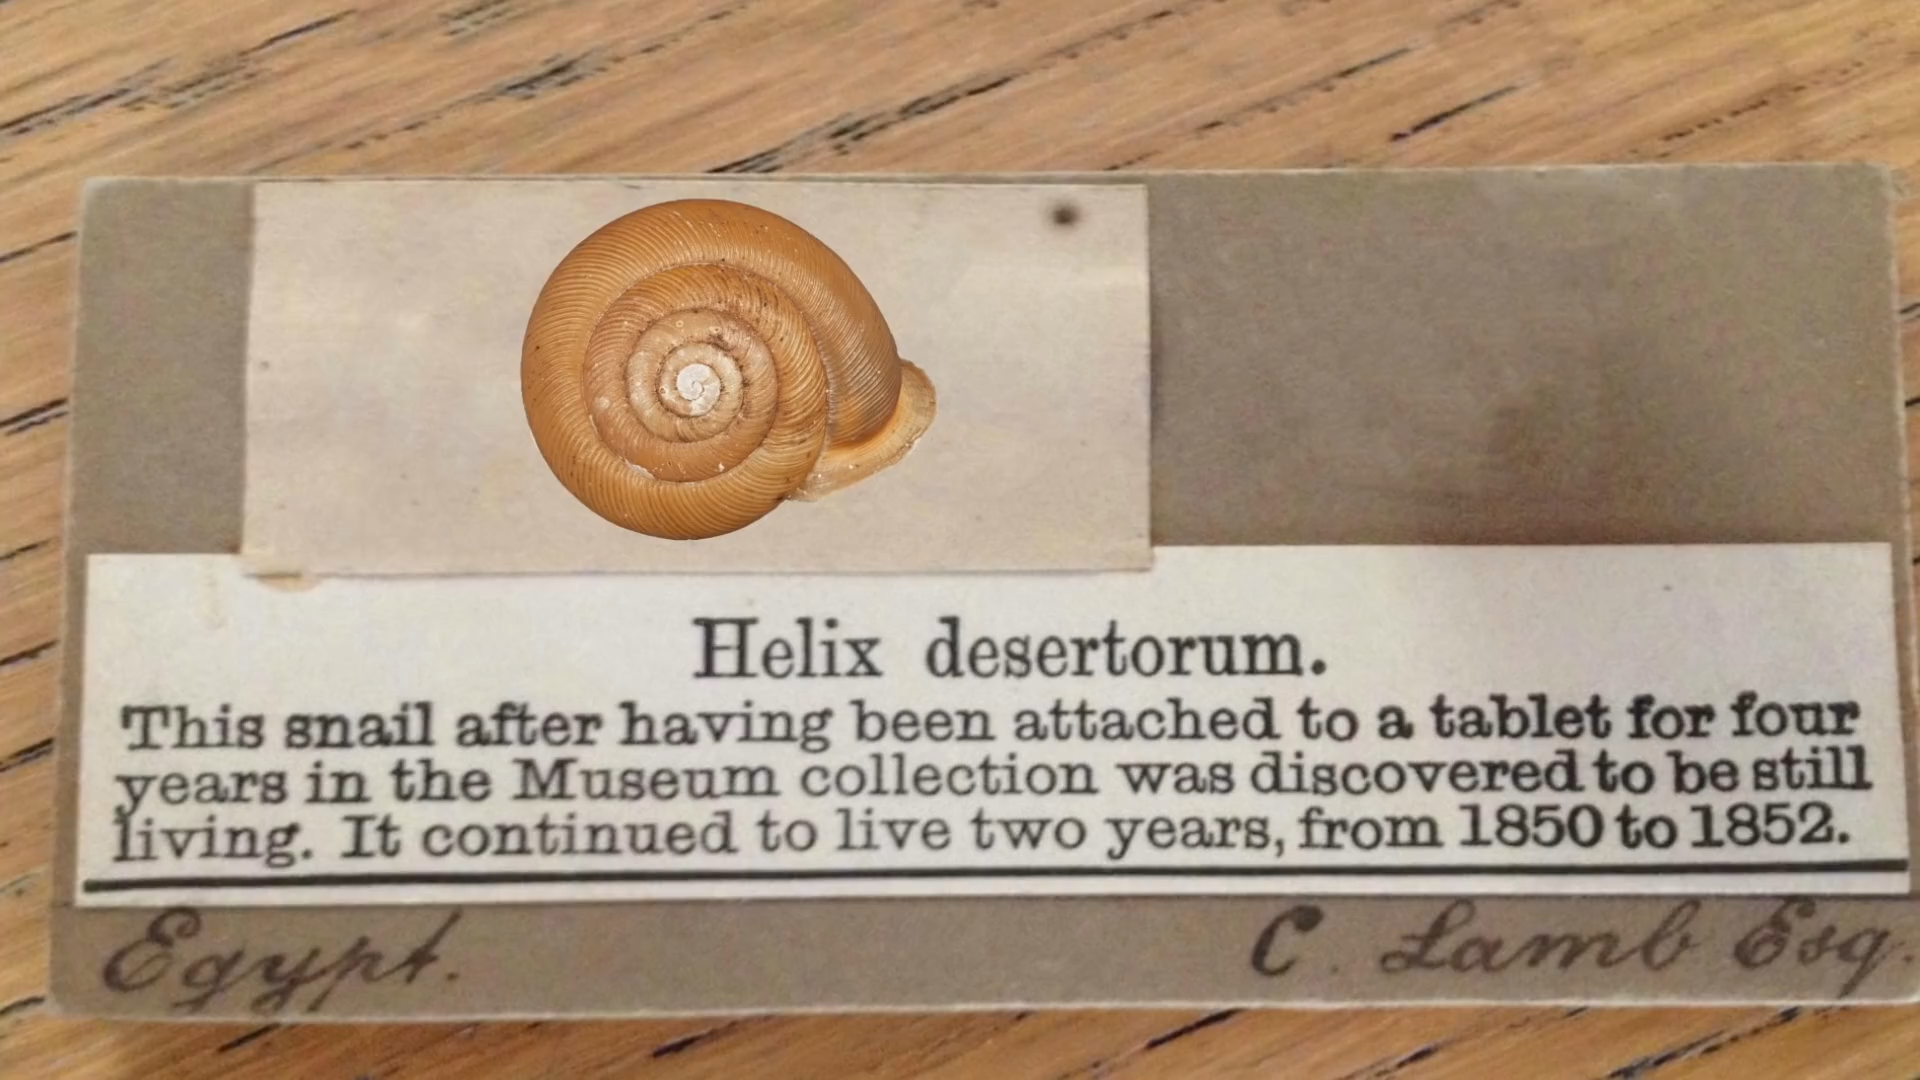 Helix desertorum.
This snail after having been attached to a tablet for four
years in the Museum collection was discovered to be still
living. It continued to live two years, from 1850 to 1852.
Egypt. C. Lamb Esq.